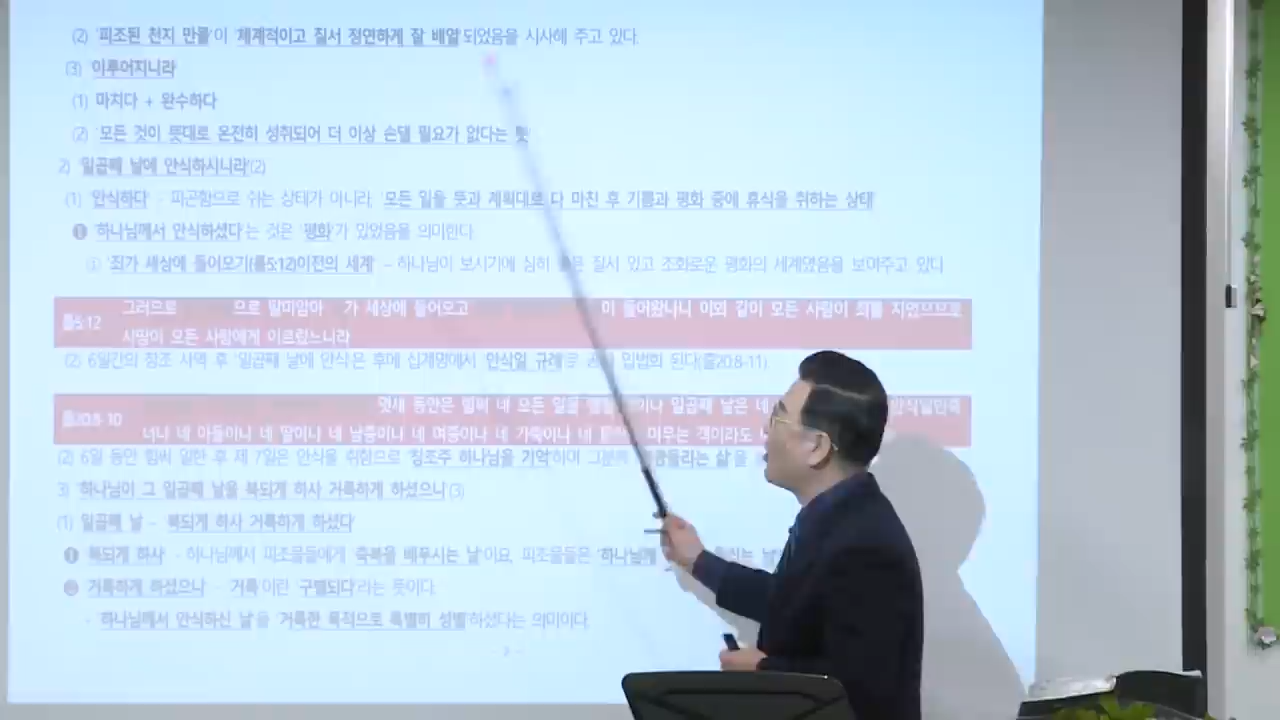 (2) '피조된 천지 만물'이 '체계적이고 질서 정연하게 잘 배열'되었음을 시사해 주고 있다.
(3) 이루어지니라
(1) 마치다 + 완수하다
(2) '모든 것이 뜻대로 온전히 성취되어 더 이상 손댈 필요가 없다는 뜻'
2) '일곱째 날에 안식하시니라'(2)
(1) 안식하다 - 피곤함으로 쉬는 상태가 아니라, '모든 일을 뜻과 계획대로 다 마친 후 기쁨과 평화 중에 휴식을 취하는 상태'
❶ '하나님께서 안식하셨다'는 것은 '평화'가 있었음을 의미한다.
① '죄가 세상에 들어오기(롬5:12)이전의 세계' - 하나님이 보시기에 심히 질서 있고 조화로운 평화의 세계였음을 보여주고 있다.
그러므로 으로 말미암아 가 세상에 들어오고 이 들어왔나니 이와 같이 모든 사람이 죄를 지었으므로
롬5:12
사망이 모든 사람에게 이르렀느니라
(2) 6일간의 창조 사역 후 '일곱째 날에 안식'은 후에 십계명에서 '안식일 규례'로 입법화 된다(출20:8-11).
엿새 동안은 힘써 네 모든 일을 이나 일곱째 날은 네
출20:8-10
너나 네 아들이나 네 딸이나 네 남종이나 네 여종이나 네 가축이나 네 머무는 객이라도
(2) 6일 동안 힘써 일한 후 제 7일은 안식을 취함으로 '창조주 하나님을 기억'하며 삶'을
3) '하나님이 그 일곱째 날을 복되게 하사 거룩하게 하셨으니'(3)
(1) 일곱째 날 - '복되게 하사 거룩하게 하셨다'
❶ 복되게 하사 - 하나님께서 피조물들에게 '축복을 베푸시는 날'이요, 피조물들은 '하나님께
❷ 거룩하게 하셨으니 - '거룩'이란 '구별되다'라는 뜻이다.
- '하나님께서 안식하신 날'을 '거룩한 목적으로 특별히 성별'하셨다는 의미이다.